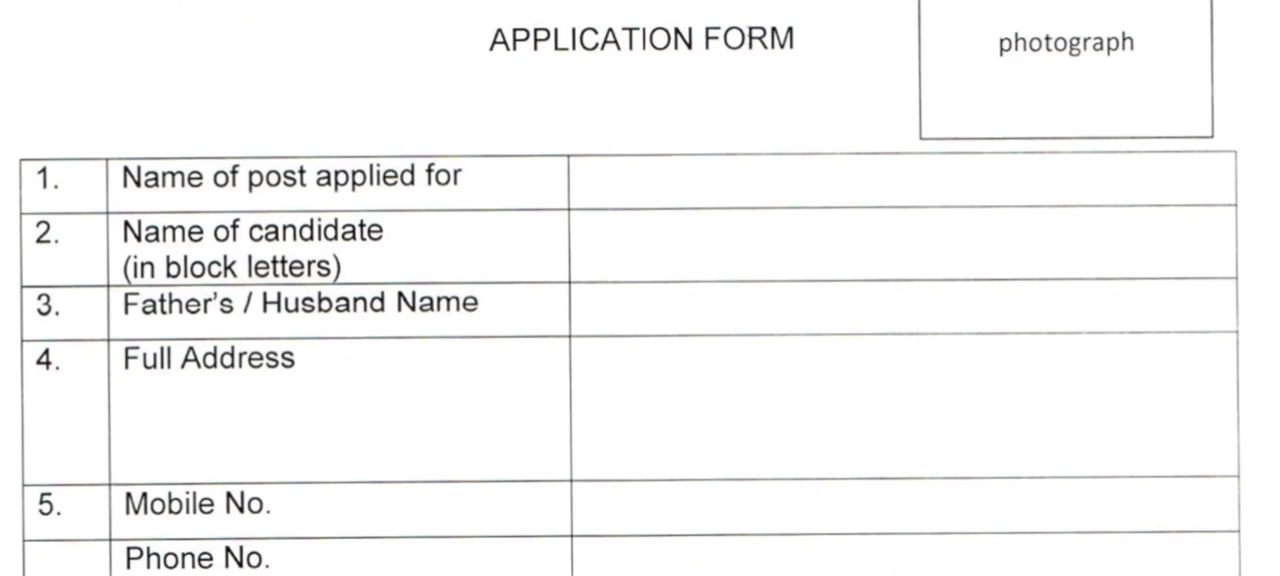 APPLICATION FORM
photograph
1. Name of post applied for
2. Name of candidate
(in block letters)
3. Father's / Husband Name
4. Full Address
5. Mobile No.
Phone No.